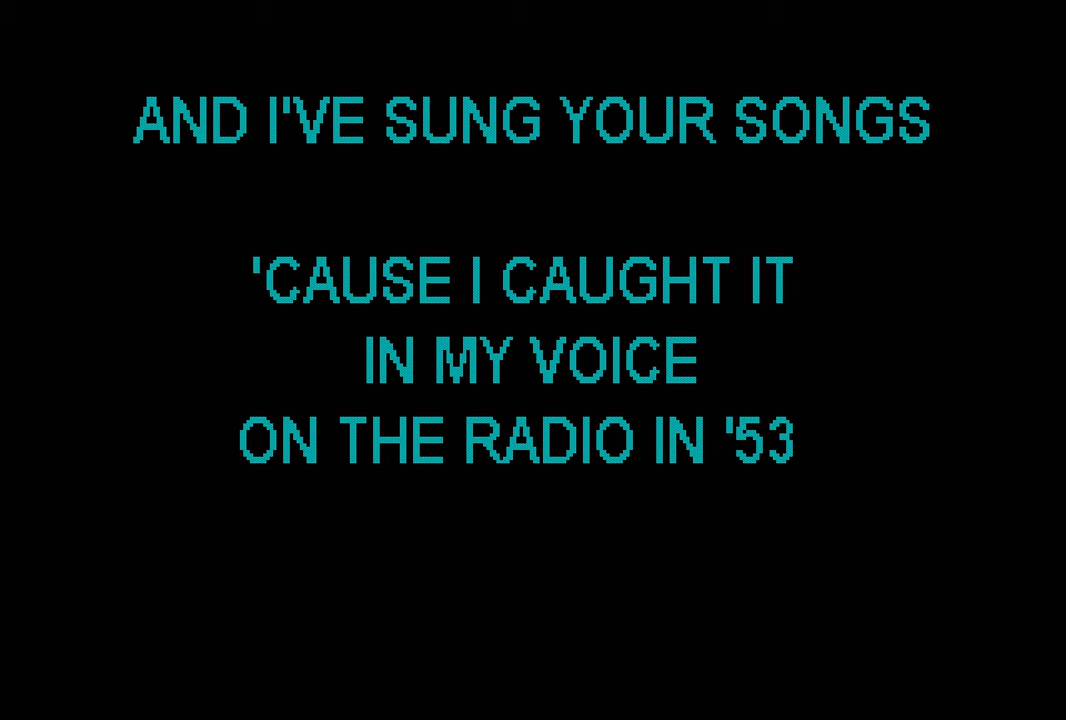 AND I'VE SUNG YOUR SONGS
'CAUSE I CAUGHT IT
IN MY VOICE
ON THE RADIO IN '53